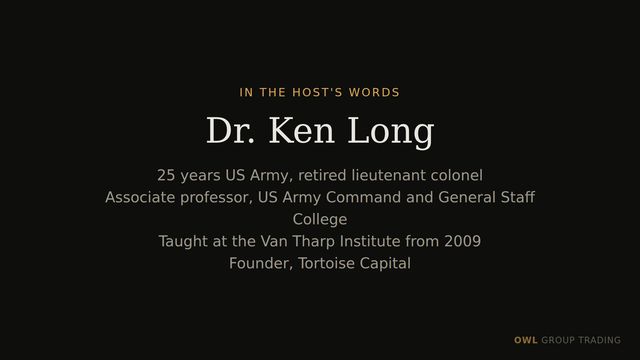 IN THE HOST'S WORDS
Dr. Ken Long
25 years US Army, retired lieutenant colonel
Associate professor, US Army Command and General Staff
College
Taught at the Van Tharp Institute from 2009
Founder, Tortoise Capital
OWL GROUP TRADING